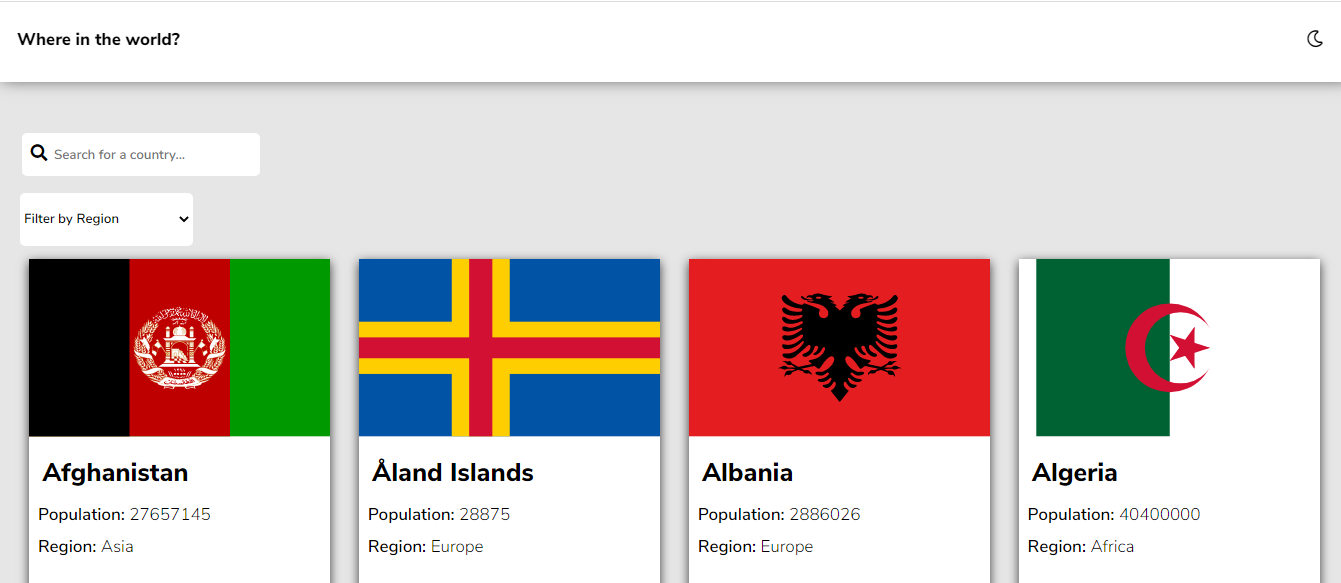 Where in the world?
Search for a country...
Filter by Region
Afghanistan
Population: 27657145
Region: Asia
Åland Islands
Population: 28875
Region: Europe
Albania
Population: 2886026
Region: Europe
Algeria
Population: 40400000
Region: Africa